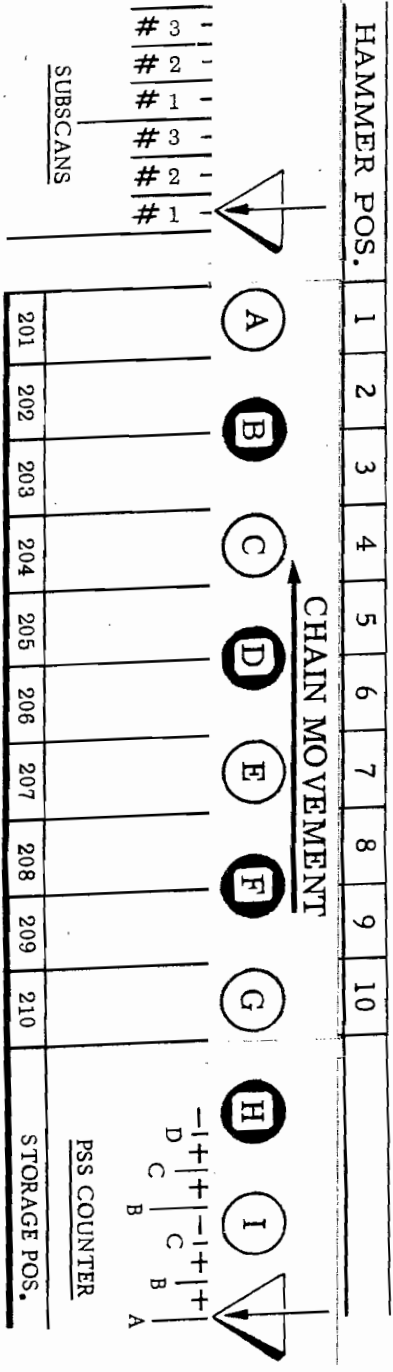 HAMMER POS. 1 2 3 4 5 6 7 8 9 10
CHAIN MOVEMENT
A B C D E F G H I
# 3 - # 2 - # 1 - # 3 - # 2 - # 1 -
- D + C + B - C + B + A
SUBSCANS
PSS COUNTER
201 202 203 204 205 206 207 208 209 210 STORAGE POS.